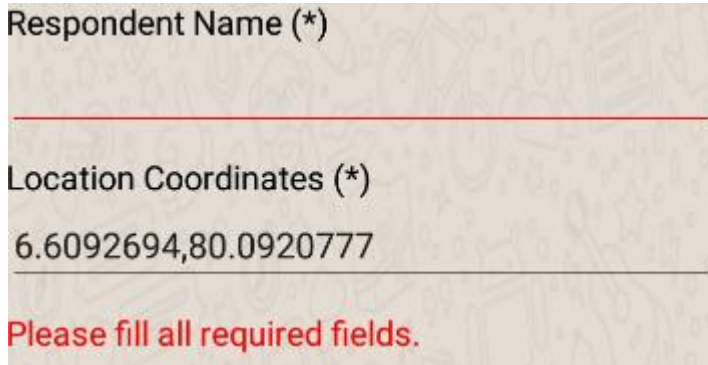 Respondent Name (*)
Location Coordinates (*)
6.6092694,80.0920777
Please fill all required fields.